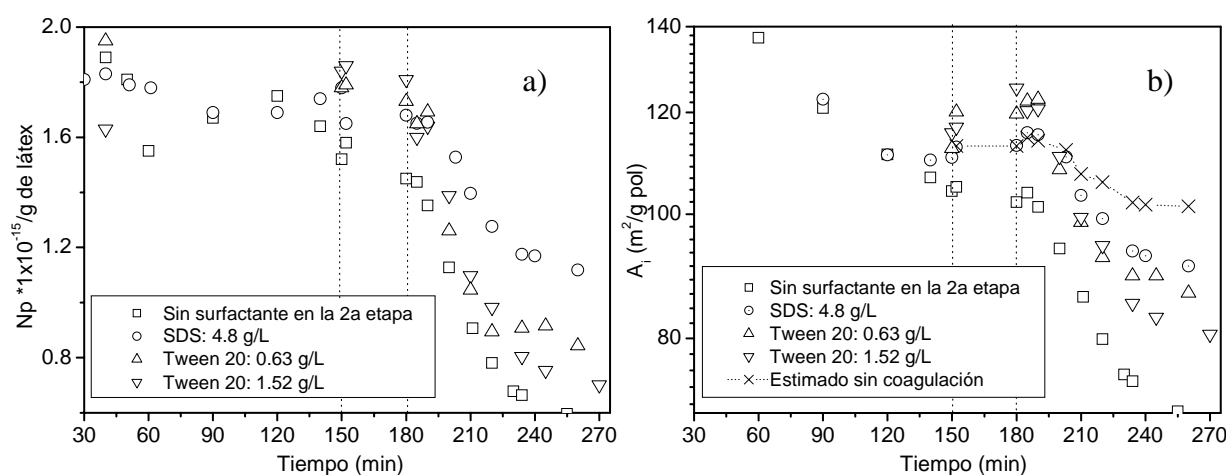 a)
2.0
1.6
1.2
0.8
Np *1x10⁻¹⁵/g de látex
Sin surfactante en la 2a etapa
SDS: 4.8 g/L
Tween 20: 0.63 g/L
Tween 20: 1.52 g/L
30 60 90 120 150 180 210 240 270
Tiempo (min)
b)
140
120
100
80
Aᵢ (m²/g pol)
Sin surfactante en la 2a etapa
SDS: 4.8 g/L
Tween 20: 0.63 g/L
Tween 20: 1.52 g/L
Estimado sin coagulación
30 60 90 120 150 180 210 240 270
Tiempo (min)